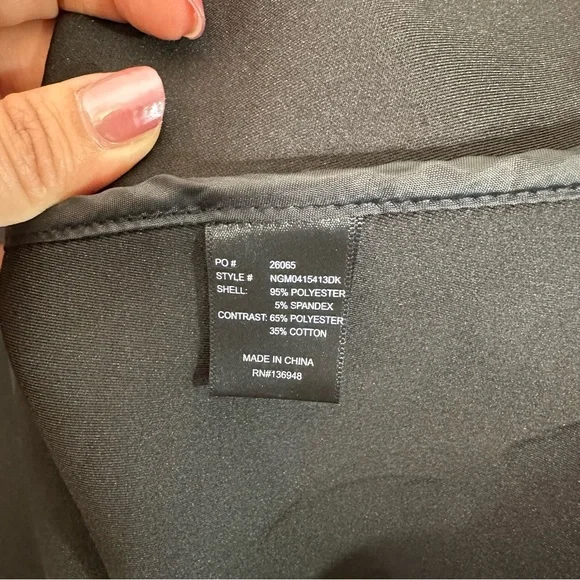 PO # 26065
STYLE # NGM0415413DK
SHELL: 95% POLYESTER
5% SPANDEX
CONTRAST: 65% POLYESTER
35% COTTON
MADE IN CHINA
RN#136948